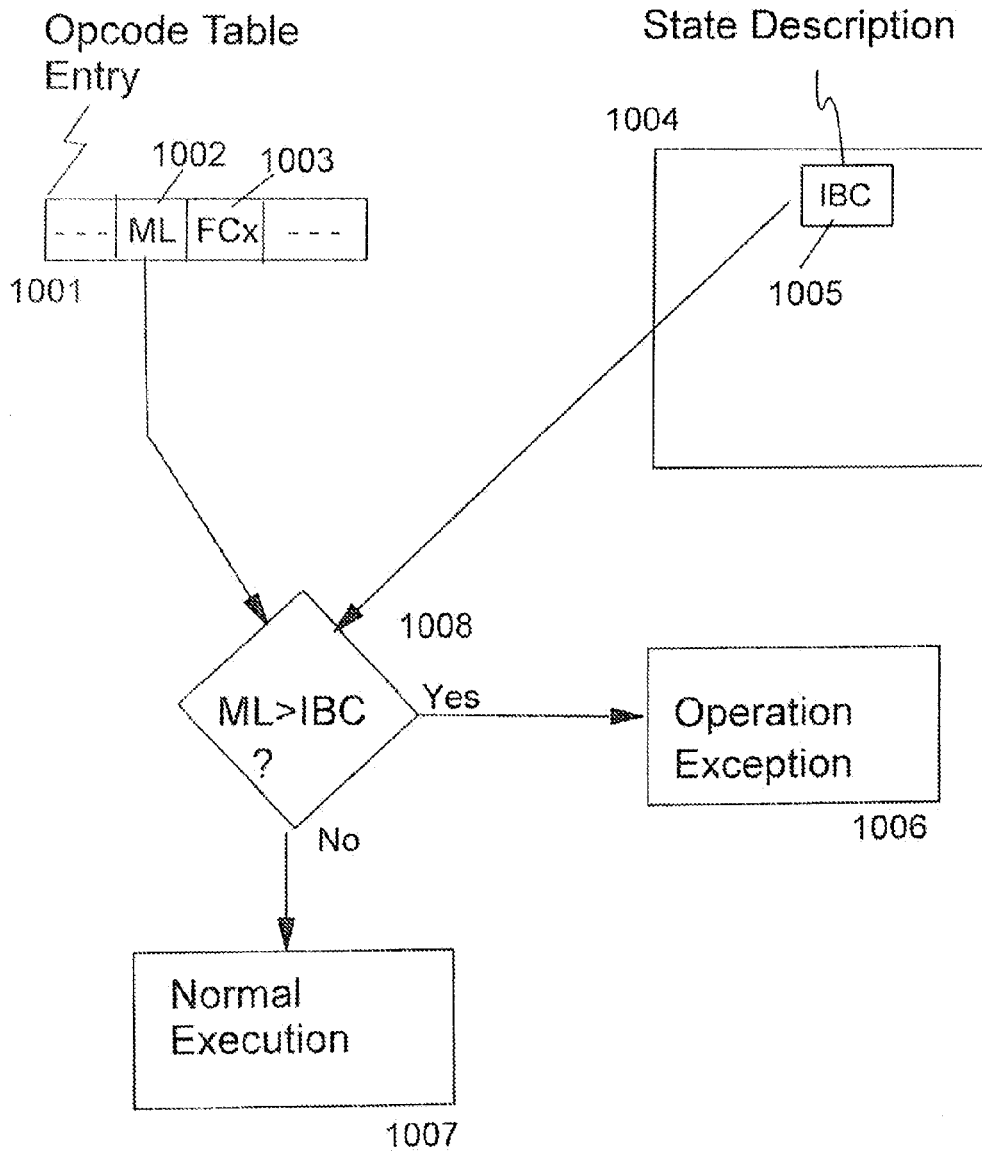 Opcode Table
Entry
State Description
1002
1003
1004
--- ML FCx ---
IBC
1001
1005
1008
ML>IBC
?
Yes
Operation
Exception
1006
No
Normal
Execution
1007